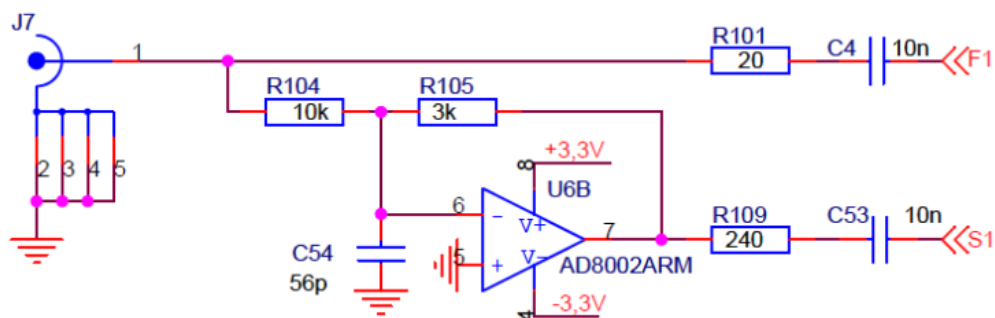 J7
1
R101
20
C4
10n
F1
R104
10k
R105
3k
2
3
4
5
+3,3V
8
U6B
6
V+
7
R109
240
C53
10n
S1
C54
56p
5
V-
AD8002ARM
-3,3V
4